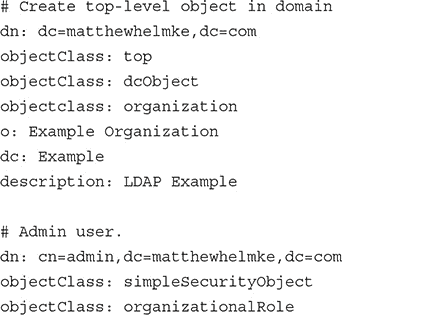 # Create top-level object in domain
dn: dc=matthewhelmke,dc=com
objectClass: top
objectClass: dcObject
objectclass: organization
o: Example Organization
dc: Example
description: LDAP Example

# Admin user.
dn: cn=admin,dc=matthewhelmke,dc=com
objectClass: simpleSecurityObject
objectClass: organizationalRole